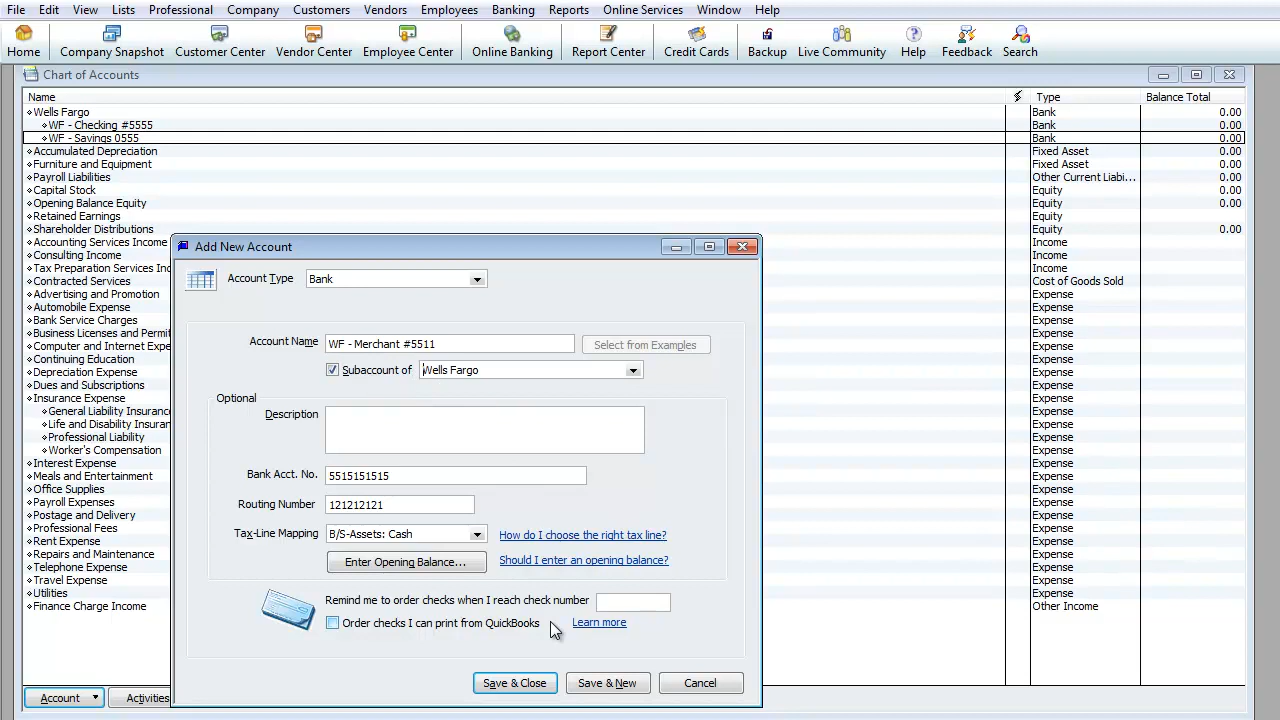 File Edit View Lists Professional Company Customers Vendors Employees Banking Reports Online Services Window Help
Home Company Snapshot Customer Center Vendor Center Employee Center Online Banking Report Center Credit Cards Backup Live Community Help Feedback Search
Chart of Accounts
Name Type Balance Total
Wells Fargo Bank 0.00
WF - Checking #5555 Bank 0.00
WF - Savings 0555 Bank 0.00
Accumulated Depreciation Fixed Asset 0.00
Furniture and Equipment Fixed Asset 0.00
Payroll Liabilities Other Current Liabi... 0.00
Capital Stock Equity 0.00
Opening Balance Equity Equity 0.00
Retained Earnings Equity
Shareholder Distributions Equity 0.00
Accounting Services Income Income
Consulting Income Income
Tax Preparation Services Inc Income
Contracted Services Cost of Goods Sold
Advertising and Promotion Expense
Automobile Expense Expense
Bank Service Charges Expense
Business Licenses and Permit Expense
Computer and Internet Expe Expense
Continuing Education Expense
Depreciation Expense Expense
Dues and Subscriptions Expense
Insurance Expense Expense
General Liability Insuranc Expense
Life and Disability Insuran Expense
Professional Liability Expense
Worker's Compensation Expense
Interest Expense Expense
Meals and Entertainment Expense
Office Supplies Expense
Payroll Expenses Expense
Postage and Delivery Expense
Professional Fees Expense
Rent Expense Expense
Repairs and Maintenance Expense
Telephone Expense Expense
Travel Expense Expense
Utilities Expense
Finance Charge Income Other Income
Account Activities
Add New Account
Account Type Bank
Account Name WF - Merchant #5511 Select from Examples
Subaccount of Wells Fargo
Optional
Description
Bank Acct. No. 5515151515
Routing Number 121212121
Tax-Line Mapping B/S-Assets: Cash How do I choose the right tax line?
Enter Opening Balance... Should I enter an opening balance?
Remind me to order checks when I reach check number
Order checks I can print from QuickBooks Learn more
Save & Close Save & New Cancel